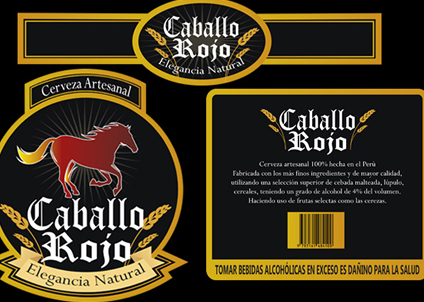 Caballo
Rojo
Elegancia Natural
Cerveza Artesanal
Caballo
Rojo
Elegancia Natural
Caballo
Rojo
Cerveza artesanal 100% hecha en el Perú
Fabricada con los más finos ingredientes y de mayor calidad,
utilizando una selección superior de cebada malteada, lúpulo,
cereales, teniendo un grado de alcohol de 4% del volumen.
Haciendo uso de frutas selectas como las cerezas.
TOMAR BEBIDAS ALCOHÓLICAS EN EXCESO ES DAÑINO PARA LA SALUD